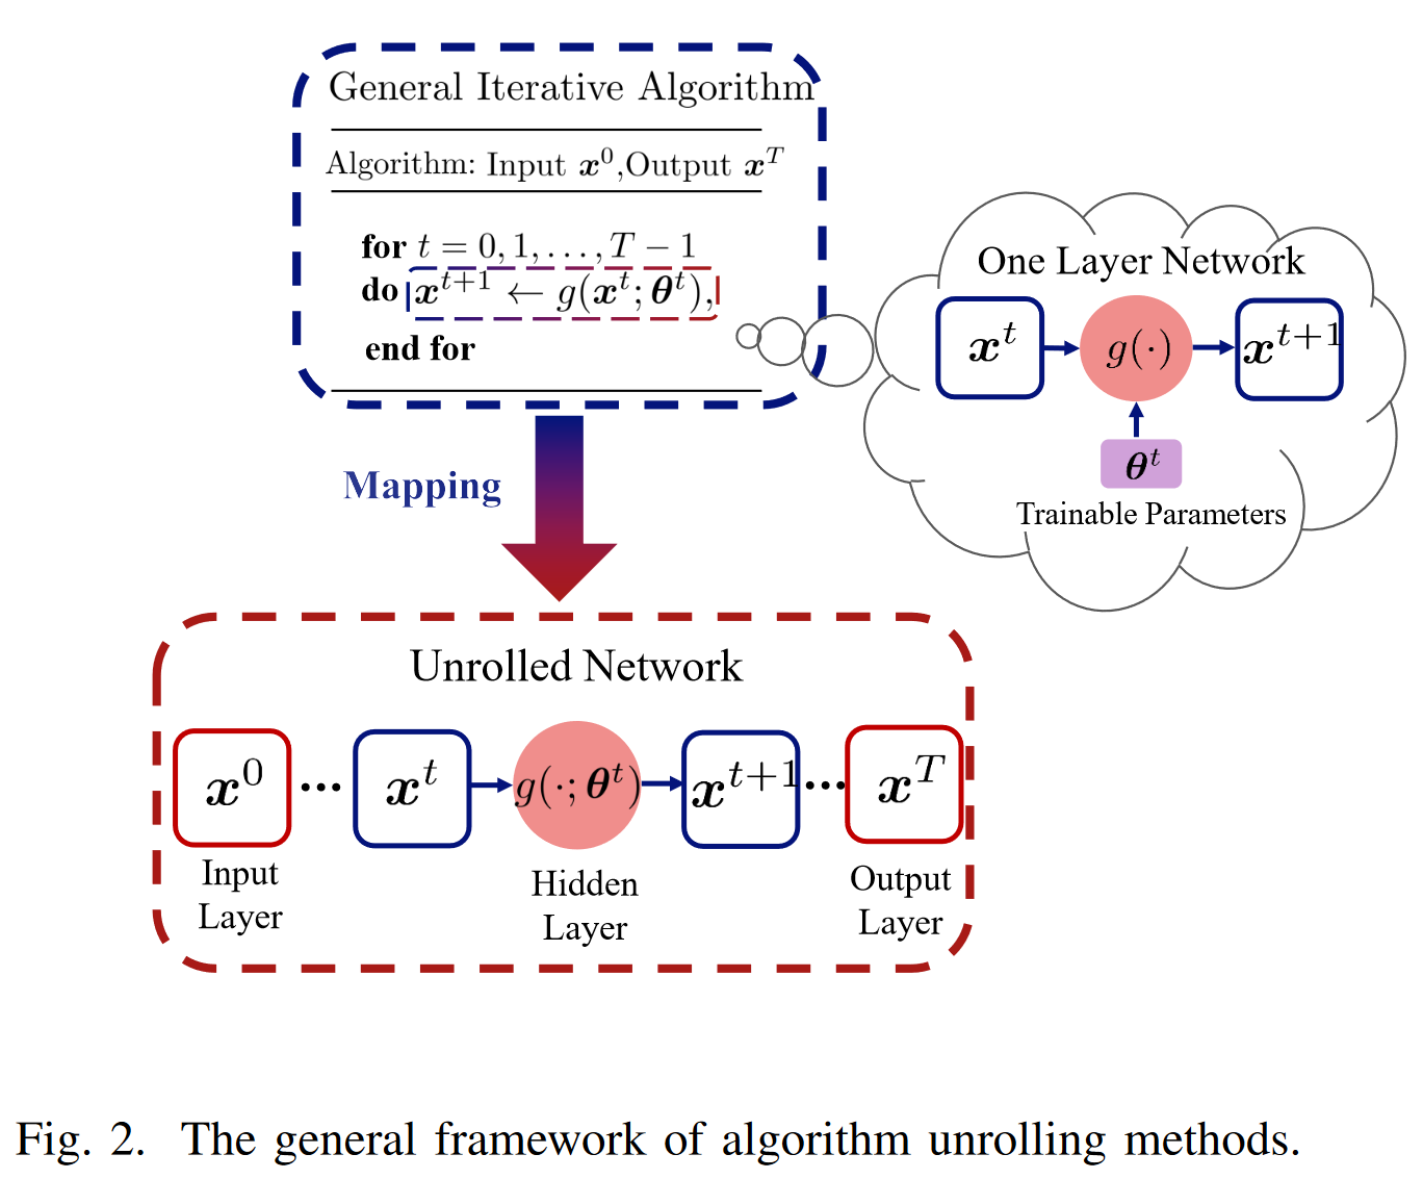 General Iterative Algorithm
Algorithm: Input x⁰,Output x^T
for t = 0, 1, . . . , T − 1
do x^{t+1} ← g(x^t; θ^t),
end for
One Layer Network
x^t g(·) x^{t+1}
θ^t
Trainable Parameters
Mapping
Unrolled Network
x⁰ ... x^t g(·; θ^t) x^{t+1} ... x^T
Input
Layer
Hidden
Layer
Output
Layer
Fig. 2. The general framework of algorithm unrolling methods.